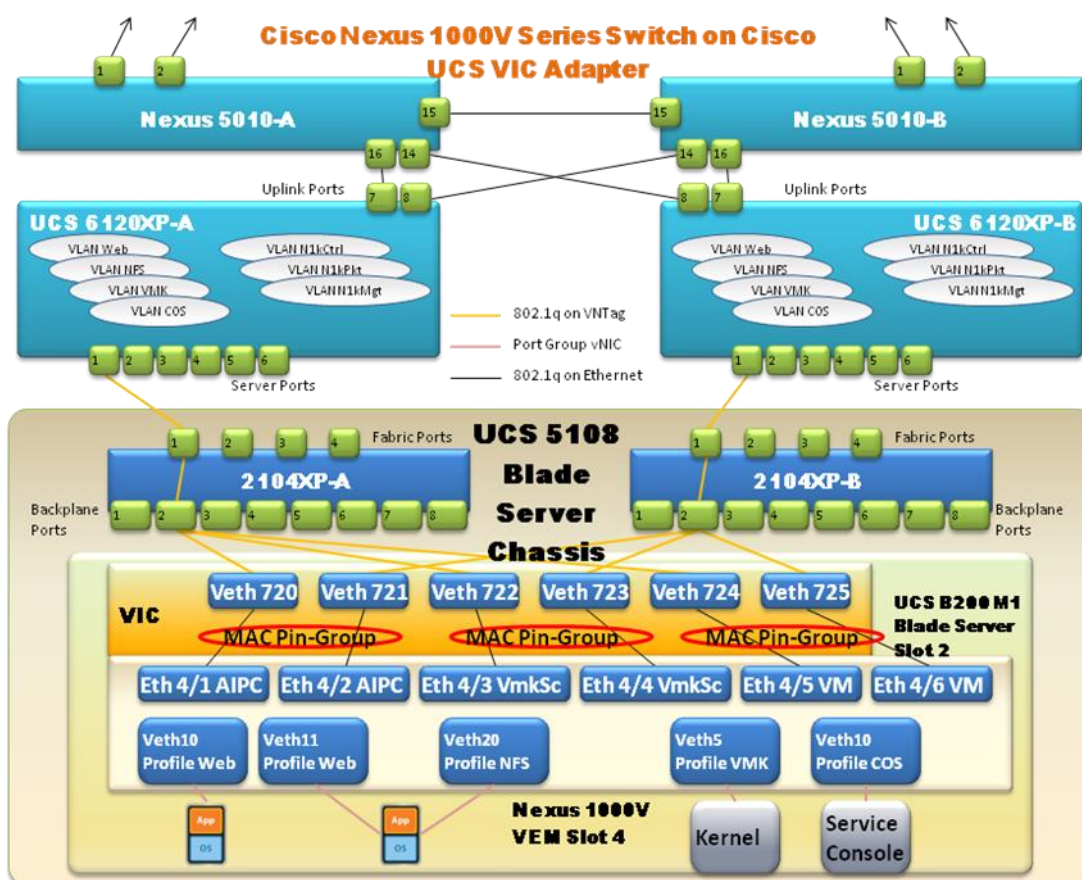 Cisco Nexus 1000V Series Switch on Cisco
UCS VIC Adapter
1 2 1 2
Nexus 5010-A 15 15 Nexus 5010-B
16 14 14 16
Uplink Ports 7 8 8 7 Uplink Ports
UCS 6120XP-A UCS 6120XP-B
VLAN Web VLAN N1kCtrl VLAN Web VLAN N1kCtrl
VLAN NFS VLAN N1kPkt VLAN NFS VLAN N1kPkt
VLAN VMK VLAN N1kMgt VLAN VMK VLAN N1kMgt
VLAN COS VLAN COS
802.1q on VNTag
Port Group vNIC
802.1q on Ethernet
1 2 3 4 5 6 1 2 3 4 5 6
Server Ports Server Ports
1 2 3 4 Fabric Ports 1 2 3 4 Fabric Ports
UCS 5108
Blade
Server
Chassis
2104XP-A 2104XP-B
Backplane
Ports
1 2 3 4 5 6 7 8 1 2 3 4 5 6 7 8
Backplane
Ports
Veth 720 Veth 721 Veth 722 Veth 723 Veth 724 Veth 725
VIC
MAC Pin-Group MAC Pin-Group MAC Pin-Group
UCS B200 M1
Blade Server
Slot 2
Eth 4/1 AIPC Eth 4/2 AIPC Eth 4/3 VmkSc Eth 4/4 VmkSc Eth 4/5 VM Eth 4/6 VM
Veth10
Profile Web
Veth11
Profile Web
Veth20
Profile NFS
Veth5
Profile VMK
Veth10
Profile COS
App
OS
App
OS
Nexus 1000V
VEM Slot 4
Kernel
Service
Console